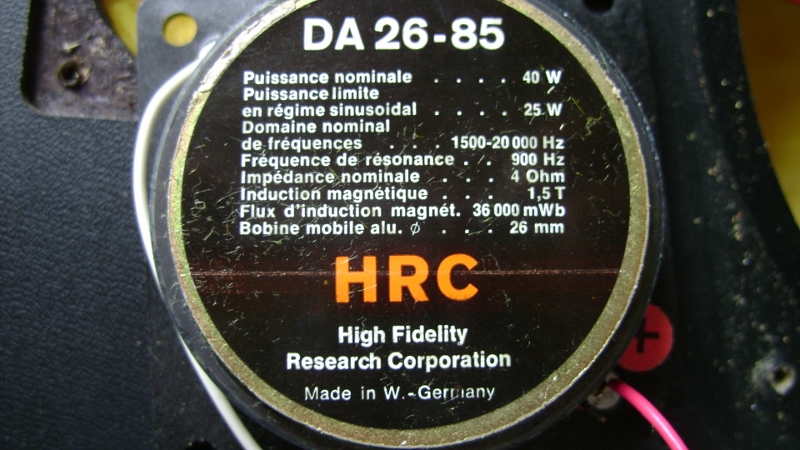 DA 26-85
Puissance nominale . . . . 40 W
Puissance limite
en régime sinusoidal . . . . 25 W
Domaine nominal
de fréquences . . . 1500-20 000 Hz
Fréquence de résonance . . 900 Hz
Impédance nominale . . . 4 Ohm
Induction magnétique . . . 1,5 T
Flux d'induction magnét. 36 000 mWb
Bobine mobile alu. ∅ . . . 26 mm
HRC
High Fidelity
Research Corporation
Made in W.-Germany
+